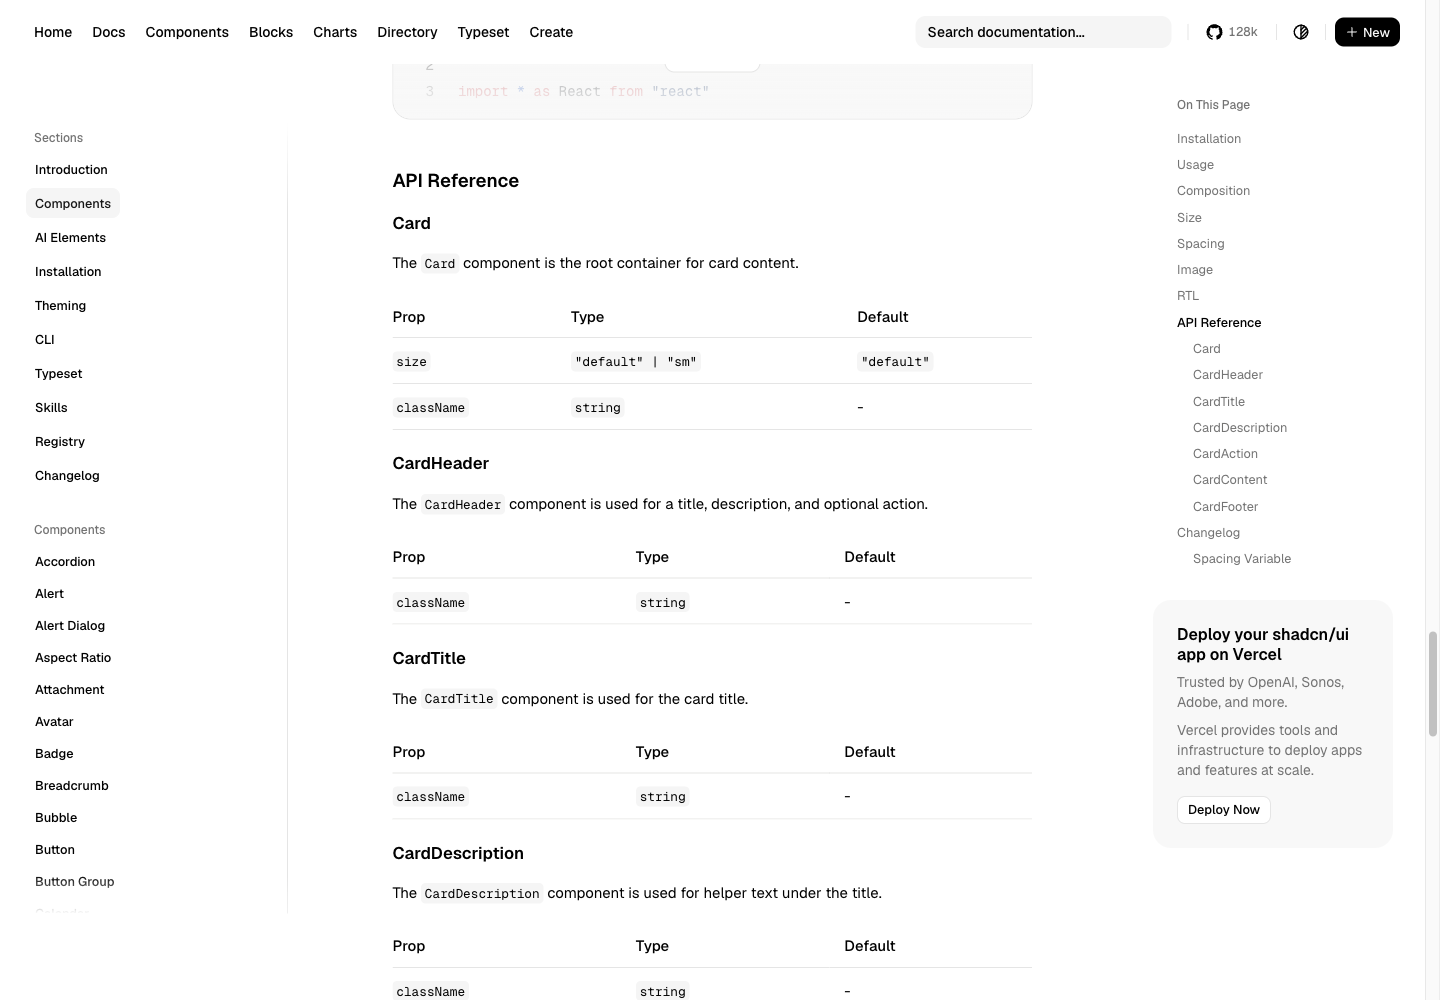 Home Docs Components Blocks Charts Directory Typeset Create Search documentation... 128k New
Sections
Introduction
Components
AI Elements
Installation
Theming
CLI
Typeset
Skills
Registry
Changelog
Components
Accordion
Alert
Alert Dialog
Aspect Ratio
Attachment
Avatar
Badge
Breadcrumb
Bubble
Button
Button Group
2
3 import * as React from "react"
API Reference
Card
The Card component is the root container for card content.
Prop Type Default
size "default" | "sm" "default"
className string -
CardHeader
The CardHeader component is used for a title, description, and optional action.
Prop Type Default
className string -
CardTitle
The CardTitle component is used for the card title.
Prop Type Default
className string -
CardDescription
The CardDescription component is used for helper text under the title.
Prop Type Default
className string -
On This Page
Installation
Usage
Composition
Size
Spacing
Image
RTL
API Reference
Card
CardHeader
CardTitle
CardDescription
CardAction
CardContent
CardFooter
Changelog
Spacing Variable
Deploy your shadcn/ui
app on Vercel
Trusted by OpenAI, Sonos,
Adobe, and more.
Vercel provides tools and
infrastructure to deploy apps
and features at scale.
Deploy Now